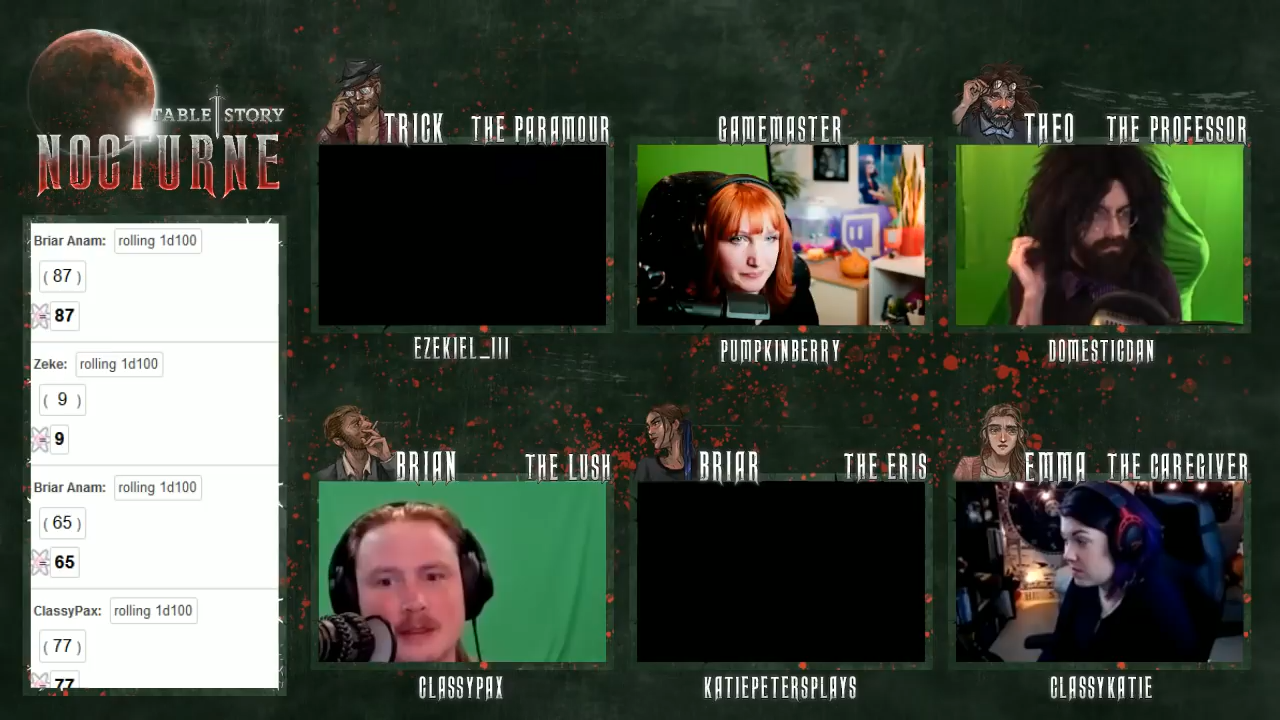 TABLE STORY
NOCTURNE
Briar Anam: rolling 1d100
( 87 )
= 87
Zeke: rolling 1d100
( 9 )
= 9
Briar Anam: rolling 1d100
( 65 )
= 65
ClassyPax: rolling 1d100
( 77 )
= 77
TRICK THE PARAMOUR
EZEKIEL_III
GAMEMASTER
PUMPKINBERRY
THEO THE PROFESSOR
DOMESTICDAN
BRIAN THE LUSH
CLASSYPAX
BRIAR THE ERIS
KATIEPETERSPLAYS
EMMA THE CAREGIVER
CLASSYKATIE